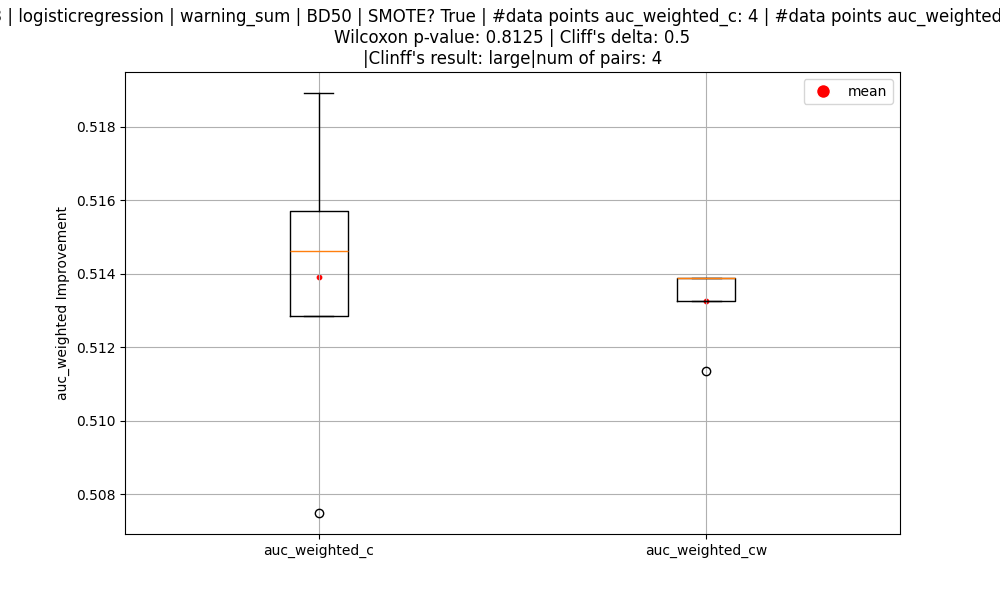 | logisticregression | warning_sum | BD50 | SMOTE? True | #data points auc_weighted_c: 4 | #data points auc_weighted
Wilcoxon p-value: 0.8125 | Cliff's delta: 0.5
|Clinff's result: large|num of pairs: 4
mean
0.518
0.516
0.514
0.512
0.510
0.508
auc_weighted Improvement
auc_weighted_c
auc_weighted_cw